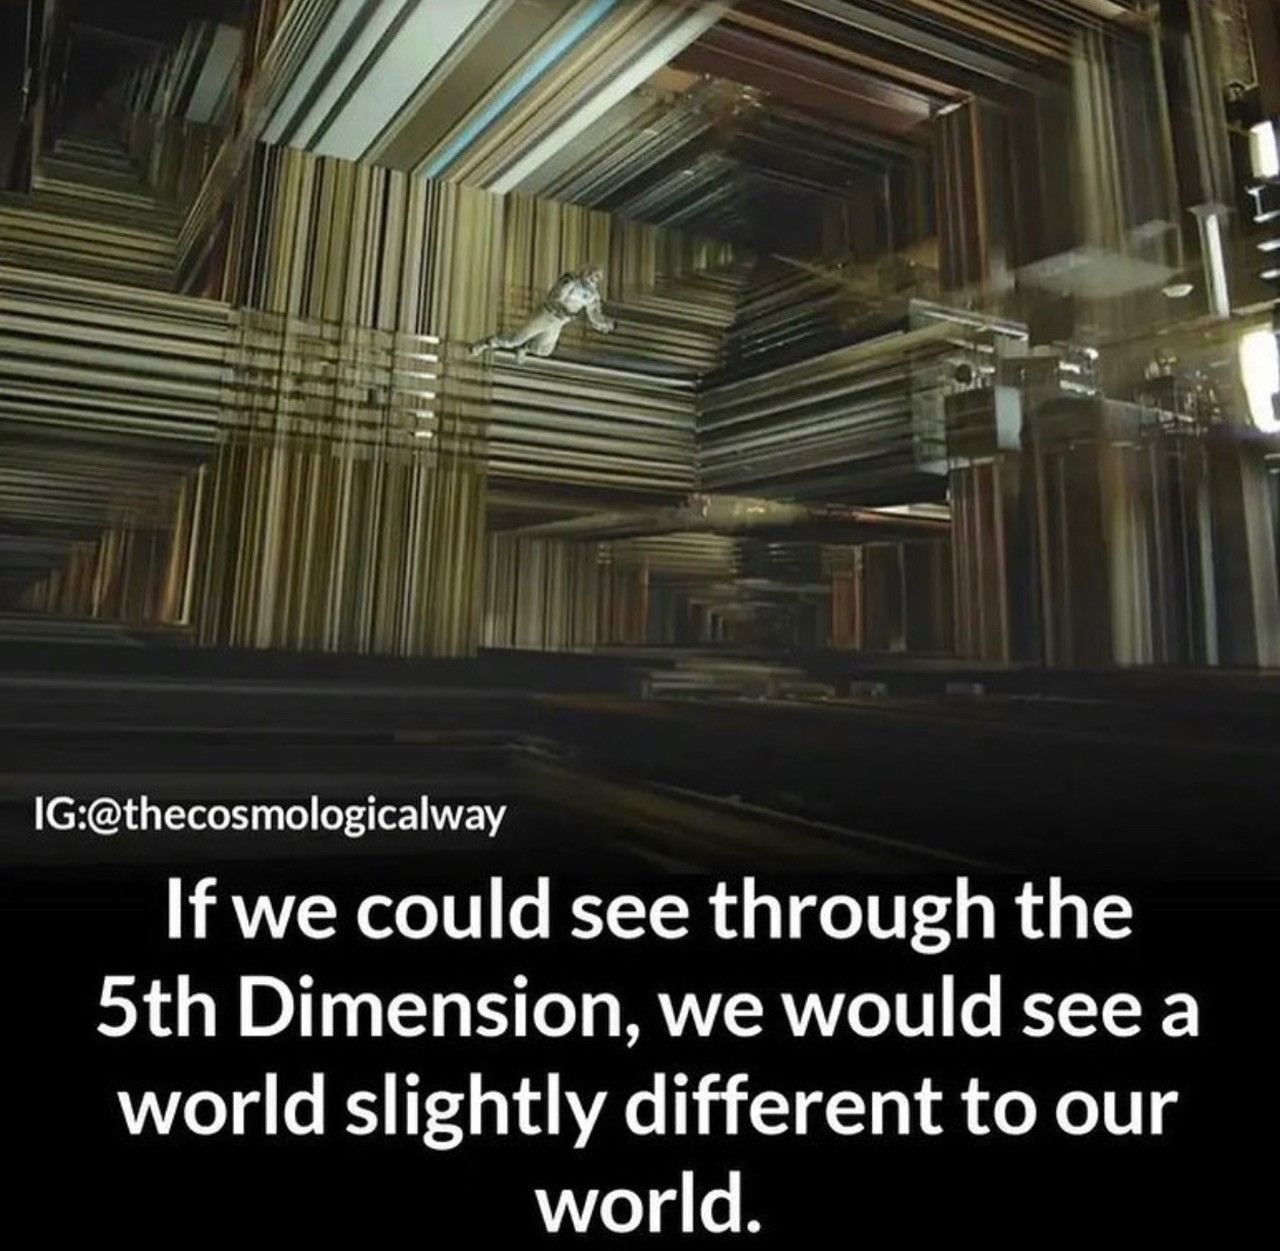 IG:@thecosmologicalway
If we could see through the
5th Dimension, we would see a
world slightly different to our
world.